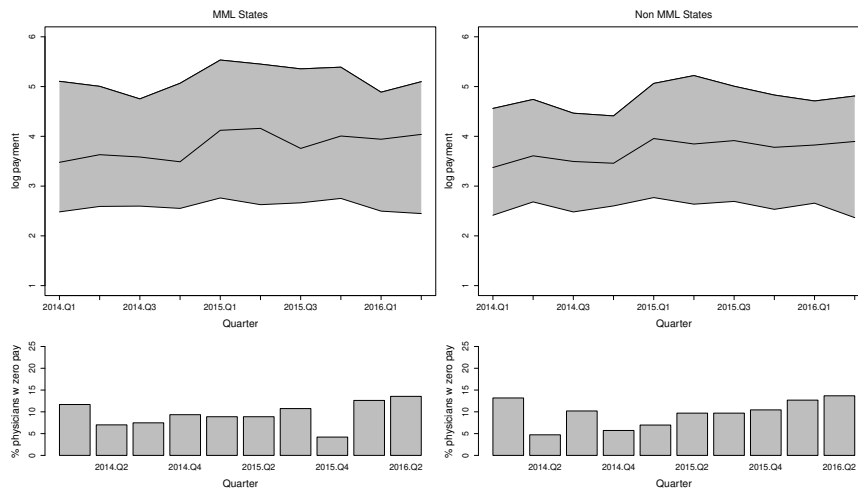 MML States
log payment
6
5
4
3
2
1
2014.Q1 2014.Q3 2015.Q1 2015.Q3 2016.Q1
Quarter
Non MML States
log payment
6
5
4
3
2
1
2014.Q1 2014.Q3 2015.Q1 2015.Q3 2016.Q1
Quarter
% physicians w zero pay
25
20
15
10
5
0
2014.Q2 2014.Q4 2015.Q2 2015.Q4 2016.Q2
Quarter
% physicians w zero pay
25
20
15
10
5
0
2014.Q2 2014.Q4 2015.Q2 2015.Q4 2016.Q2
Quarter